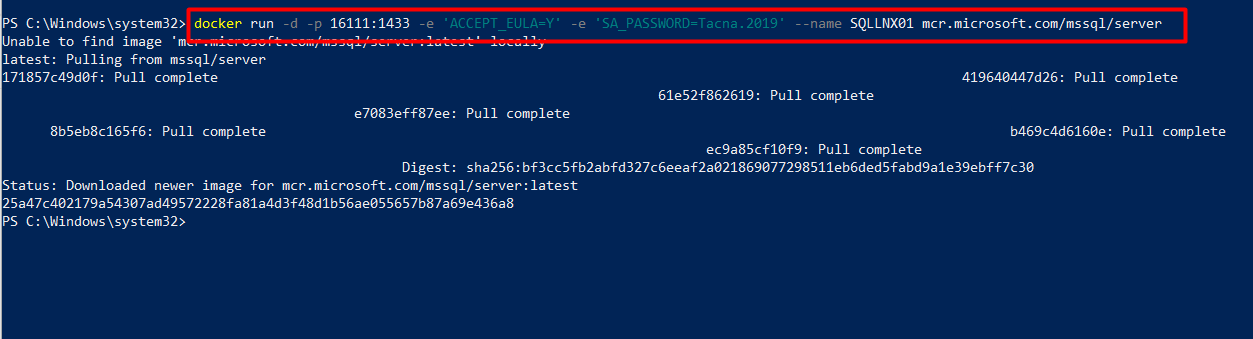 PS C:\Windows\system32> docker run -d -p 16111:1433 -e 'ACCEPT_EULA=Y' -e 'SA_PASSWORD=Tacna.2019' --name SQLLNX01 mcr.microsoft.com/mssql/server
Unable to find image 'mcr.microsoft.com/mssql/server:latest' locally
latest: Pulling from mssql/server
171857c49d0f: Pull complete 419640447d26: Pull complete
61e52f862619: Pull complete
e7083eff87ee: Pull complete
8b5eb8c165f6: Pull complete b469c4d6160e: Pull complete
ec9a85cf10f9: Pull complete
Digest: sha256:bf3cc5fb2abfd327c6eeaf2a021869077298511eb6ded5fabd9a1e39ebff7c30
Status: Downloaded newer image for mcr.microsoft.com/mssql/server:latest
25a47c402179a54307ad49572228fa81a4d3f48d1b56ae055657b87a69e436a8
PS C:\Windows\system32>